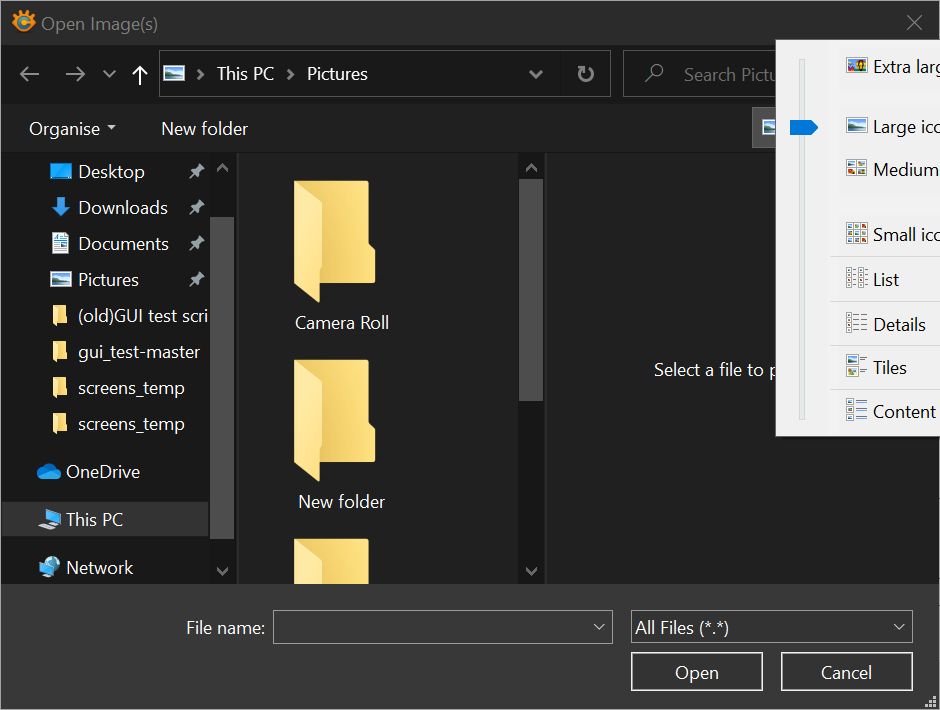 Open Image(s)
This PC
Pictures
Search Pictu
Organise
New folder
Extra larg
Large ico
Medium
Small ico
List
Details
Tiles
Content
Desktop
Downloads
Documents
Pictures
(old)GUI test scri
gui_test-master
screens_temp
screens_temp
OneDrive
This PC
Network
Camera Roll
New folder
Select a file to p
File name:
All Files (*.*)
Open
Cancel